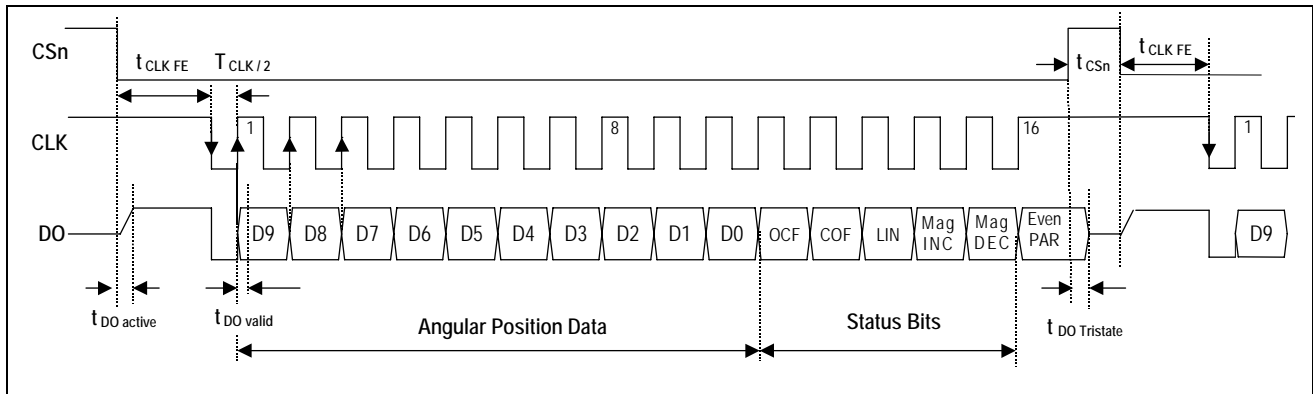 CSn
t CLK FE
T CLK / 2
t CSn
t CLK FE
CLK
1
8
16
1
DO
D9
D8
D7
D6
D5
D4
D3
D2
D1
D0
OCF
COF
LIN
Mag INC
Mag DEC
Even PAR
D9
t DO active
t DO valid
Angular Position Data
Status Bits
t DO Tristate